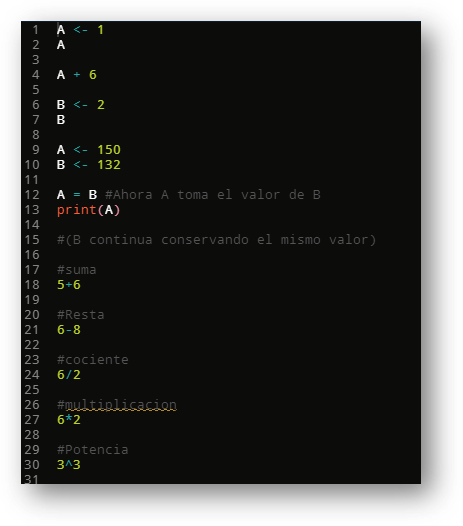 1 A <- 1
2 A
3
4 A + 6
5
6 B <- 2
7 B
8
9 A <- 150
10 B <- 132
11
12 A = B #Ahora A toma el valor de B
13 print(A)
14
15 #(B continua conservando el mismo valor)
16
17 #suma
18 5+6
19
20 #Resta
21 6-8
22
23 #cociente
24 6/2
25
26 #multiplicacion
27 6*2
28
29 #Potencia
30 3^3
31